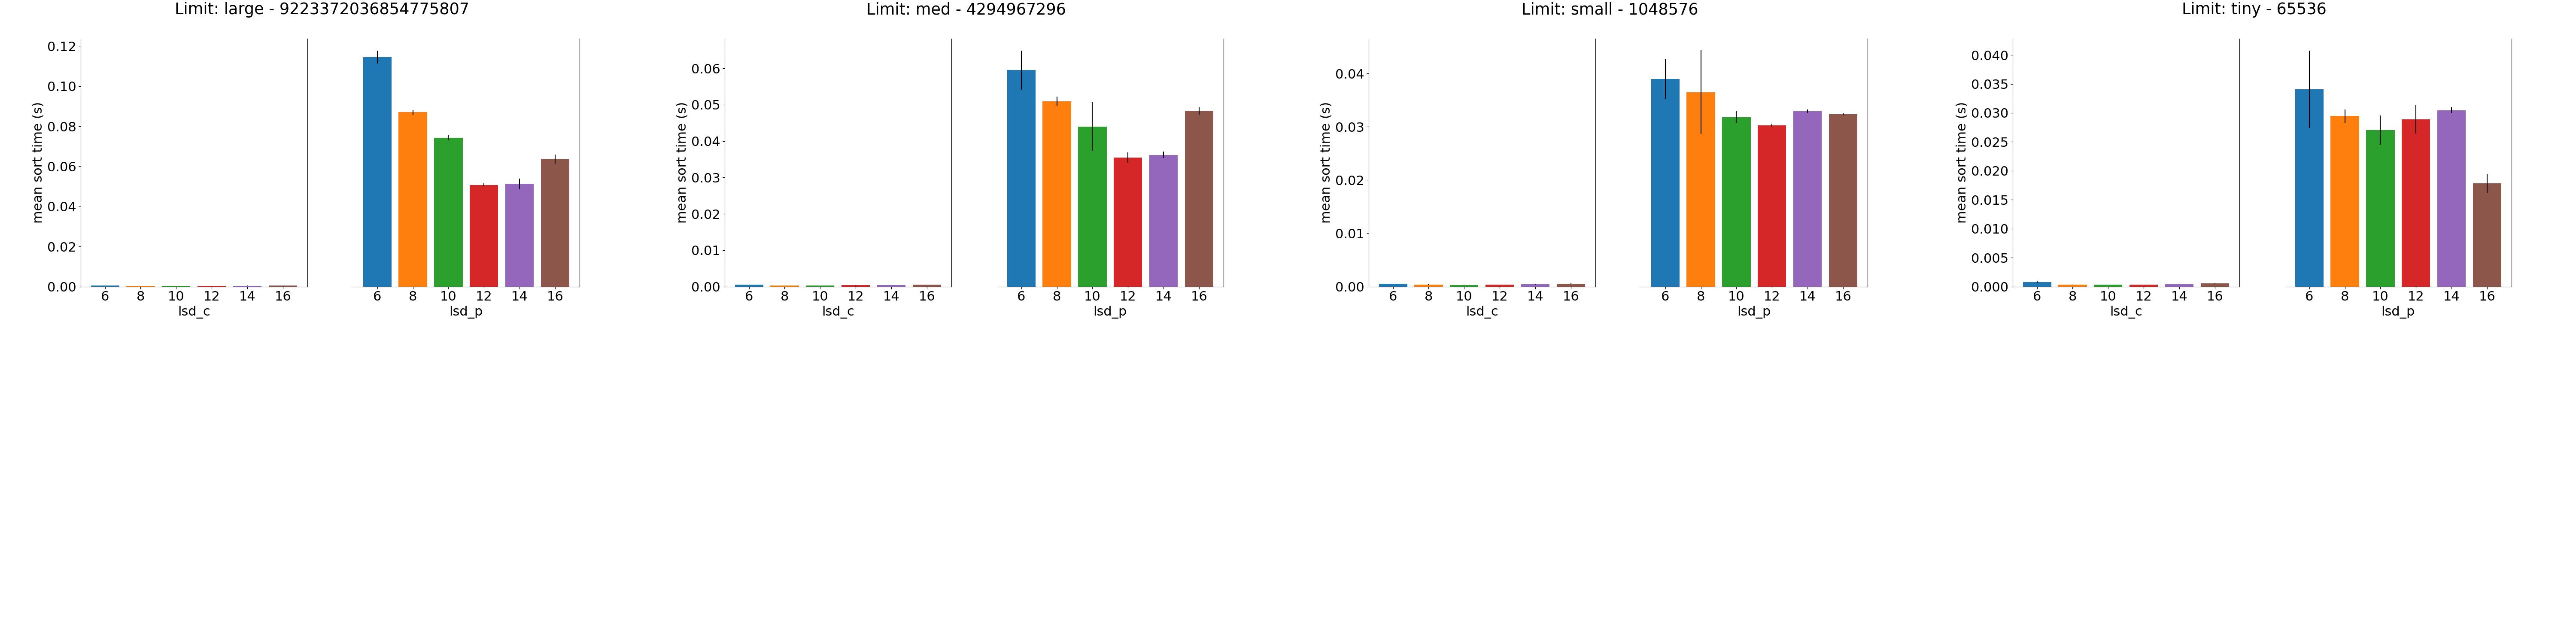 Limit: large - 9223372036854775807
mean sort time (s)
0.12
0.10
0.08
0.06
0.04
0.02
0.00
6 8 10 12 14 16
lsd_c
6 8 10 12 14 16
lsd_p
Limit: med - 4294967296
mean sort time (s)
0.06
0.05
0.04
0.03
0.02
0.01
0.00
6 8 10 12 14 16
lsd_c
6 8 10 12 14 16
lsd_p
Limit: small - 1048576
mean sort time (s)
0.04
0.03
0.02
0.01
0.00
6 8 10 12 14 16
lsd_c
6 8 10 12 14 16
lsd_p
Limit: tiny - 65536
mean sort time (s)
0.040
0.035
0.030
0.025
0.020
0.015
0.010
0.005
0.000
6 8 10 12 14 16
lsd_c
6 8 10 12 14 16
lsd_p